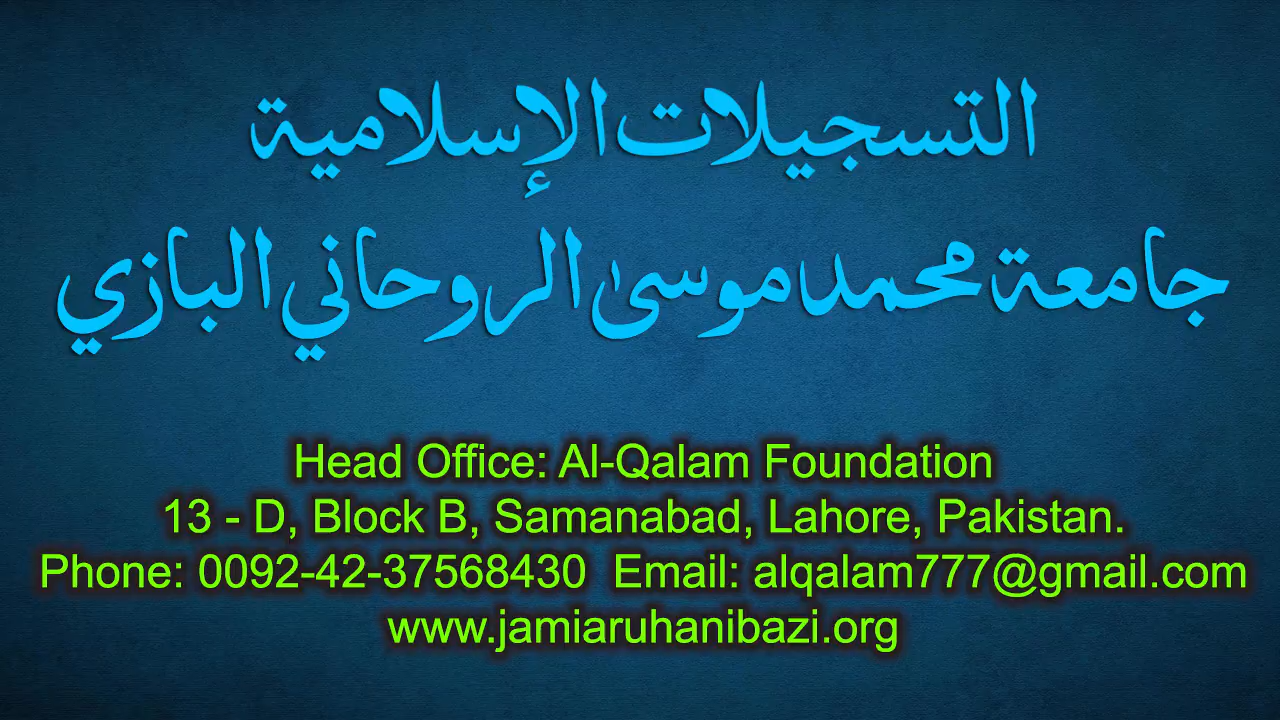 التسجيلات الإسلامية
جامعة محمد موسىٰ الروحاني البازي
Head Office: Al-Qalam Foundation
13 - D, Block B, Samanabad, Lahore, Pakistan.
Phone: 0092-42-37568430  Email: alqalam777@gmail.com
www.jamiaruhanibazi.org